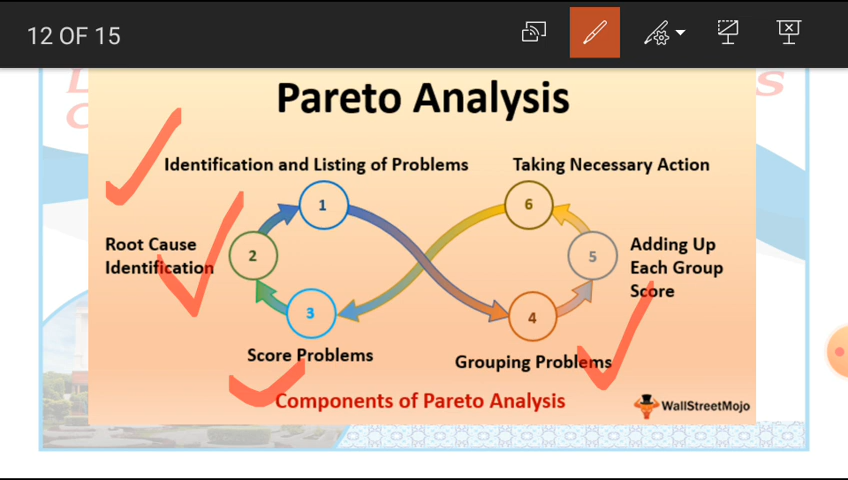 12 OF 15
Pareto Analysis
Identification and Listing of Problems
Taking Necessary Action
1
6
Root Cause
Identification
2
5
Adding Up
Each Group
Score
3
4
Score Problems
Grouping Problems
Components of Pareto Analysis
WallStreetMojo